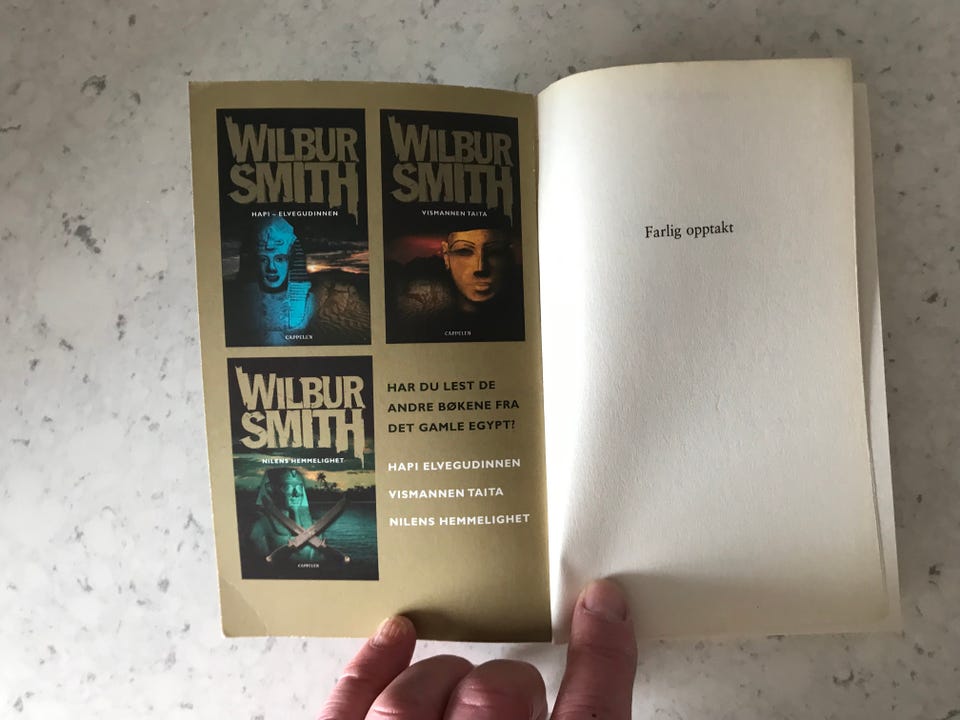 WILBUR
SMITH
HAPI – ELVEGUDINNEN
CAPPELEN
WILBUR
SMITH
VISMANNEN TAITA
CAPPELEN
WILBUR
SMITH
NILENS HEMMELIGHET
CAPPELEN
HAR DU LEST DE
ANDRE BØKENE FRA
DET GAMLE EGYPT?
HAPI ELVEGUDINNEN
VISMANNEN TAITA
NILENS HEMMELIGHET
Farlig opptakt